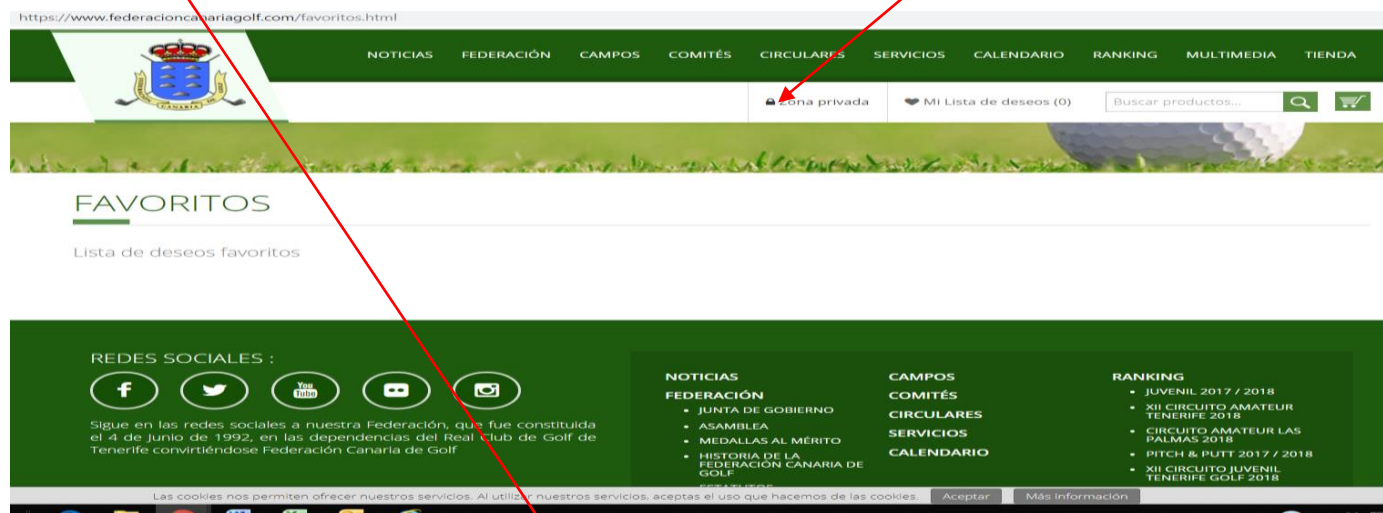 https://www.federacioncanariagolf.com/favoritos.html
NOTICIAS FEDERACIÓN CAMPOS COMITÉS CIRCULARES SERVICIOS CALENDARIO RANKING MULTIMEDIA TIENDA
Zona privada Mi Lista de deseos (0) Buscar productos...
FAVORITOS
Lista de deseos favoritos
REDES SOCIALES :
You
Tube
Sigue en las redes sociales a nuestra Federación, que fue constituida
el 4 de Junio de 1992, en las dependencias del Real Club de Golf de
Tenerife convirtiéndose Federación Canaria de Golf
NOTICIAS
FEDERACIÓN
JUNTA DE GOBIERNO
ASAMBLEA
MEDALLAS AL MÉRITO
HISTORIA DE LA
FEDERACIÓN CANARIA DE
GOLF
ESTATUTOS
CAMPOS
COMITÉS
CIRCULARES
SERVICIOS
CALENDARIO
RANKING
JUVENIL 2017 / 2018
XII CIRCUITO AMATEUR
TENERIFE 2018
CIRCUITO AMATEUR LAS
PALMAS 2018
PITCH & PUTT 2017 / 2018
XII CIRCUITO JUVENIL
TENERIFE GOLF 2018
Las cookies nos permiten ofrecer nuestros servicios. Al utilizar nuestros servicios, aceptas el uso que hacemos de las cookies. Aceptar Más información